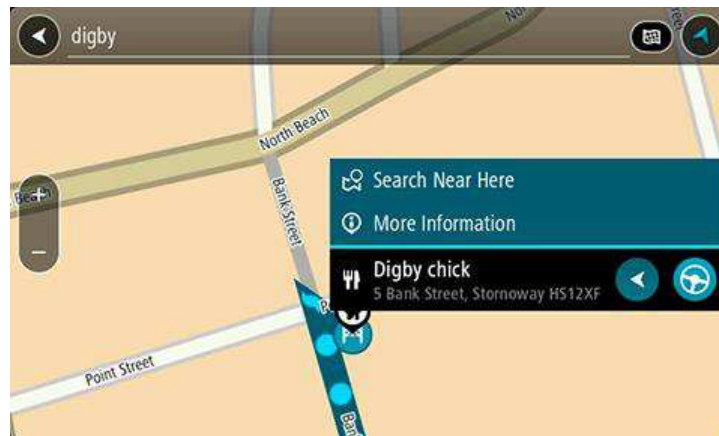 digby
North Beach
Bank Street
Search Near Here
More Information
Digby chick
5 Bank Street, Stornoway HS12XF
Point Street